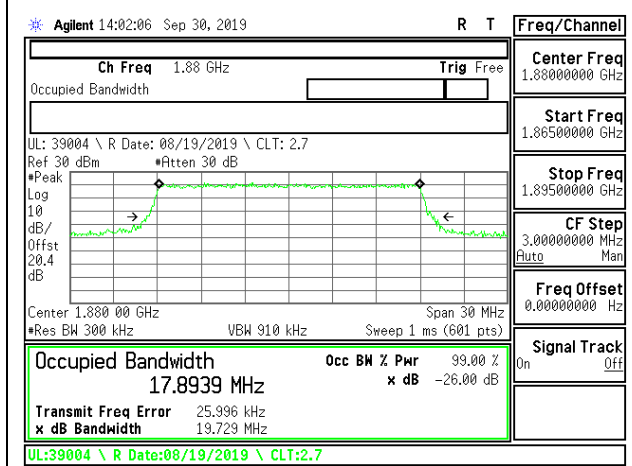 Agilent 14:02:06 Sep 30, 2019 R T
Ch Freq 1.88 GHz Trig Free
Occupied Bandwidth
UL: 39004 \ R Date: 08/19/2019 \ CLT: 2.7
Ref 30 dBm #Atten 30 dB
#Peak
Log
10
dB/
Offst
20.4
dB
Center 1.880 00 GHz Span 30 MHz
#Res BW 300 kHz VBW 910 kHz Sweep 1 ms (601 pts)
Occupied Bandwidth Occ BW % Pwr 99.00 %
17.8939 MHz x dB -26.00 dB
Transmit Freq Error 25.996 kHz
x dB Bandwidth 19.729 MHz
UL:39004 \ R Date:08/19/2019 \ CLT:2.7
Freq/Channel
Center Freq
1.88000000 GHz
Start Freq
1.86500000 GHz
Stop Freq
1.89500000 GHz
CF Step
3.00000000 MHz
Auto Man
Freq Offset
0.00000000 Hz
Signal Track
On Off